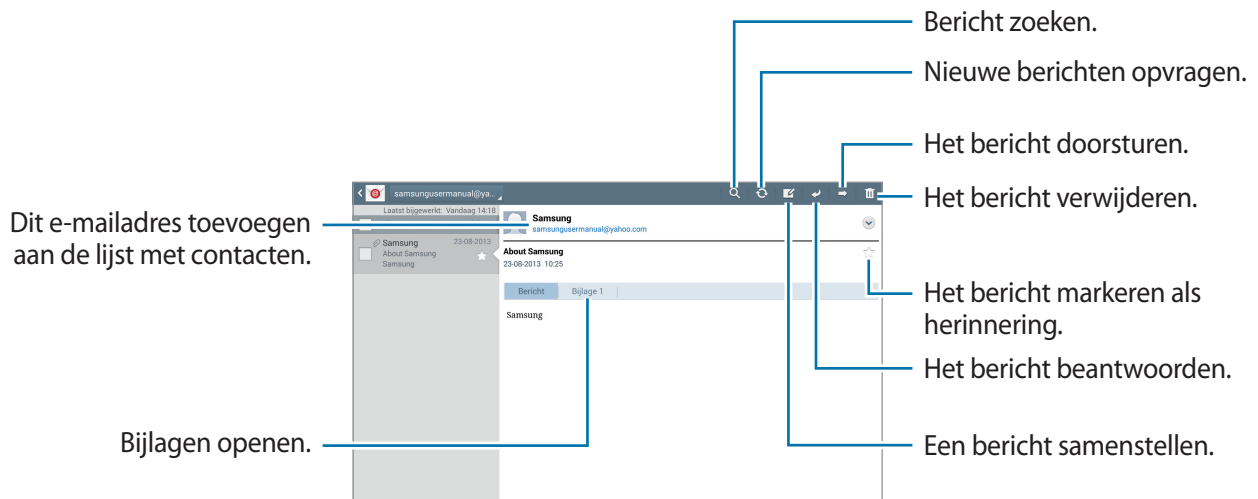 Bericht zoeken.
Nieuwe berichten opvragen.
Het bericht doorsturen.
Het bericht verwijderen.
samsungusermanual@ya..
Laatst bijgewerkt: Vandaag 14:18
Samsung
23-08-2013
About Samsung
Samsung
Samsung
samsungusermanual@yahoo.com
About Samsung
23-08-2013 10:25
Bericht
Bijlage 1
Samsung
Dit e-mailadres toevoegen
aan de lijst met contacten.
Bijlagen openen.
Het bericht markeren als
herinnering.
Het bericht beantwoorden.
Een bericht samenstellen.